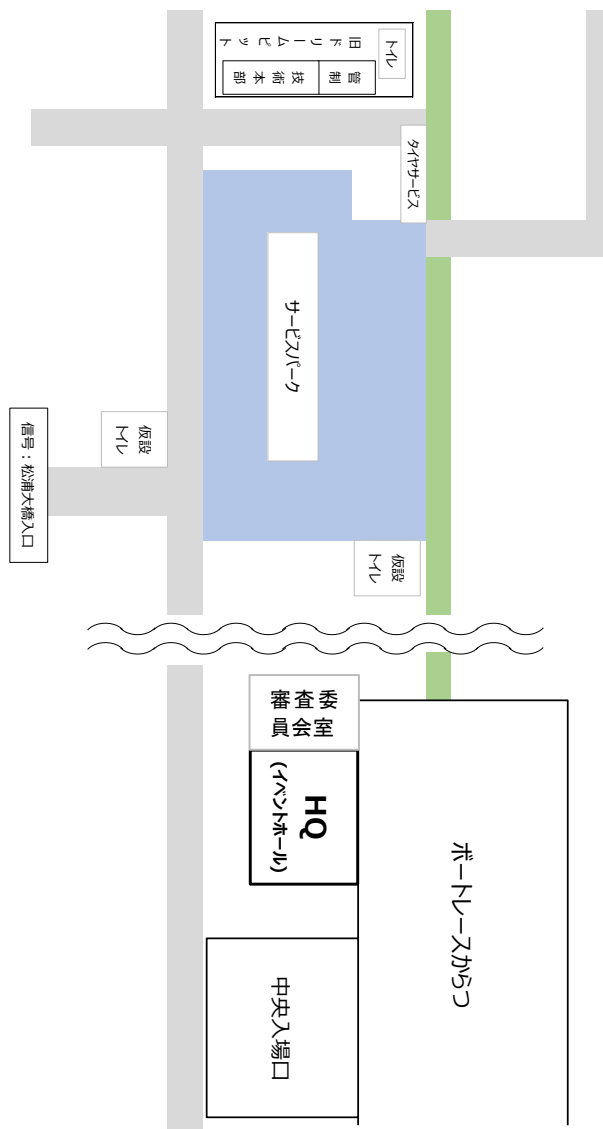 トイレ
旧ドリームピット
管制
技術本部
タイヤサービス
サービスパーク
仮設
トイレ
信号：松浦大橋入口
仮設
トイレ
審査委
員会室
HQ
(イベントホール)
ボートレースからつ
中央入場口